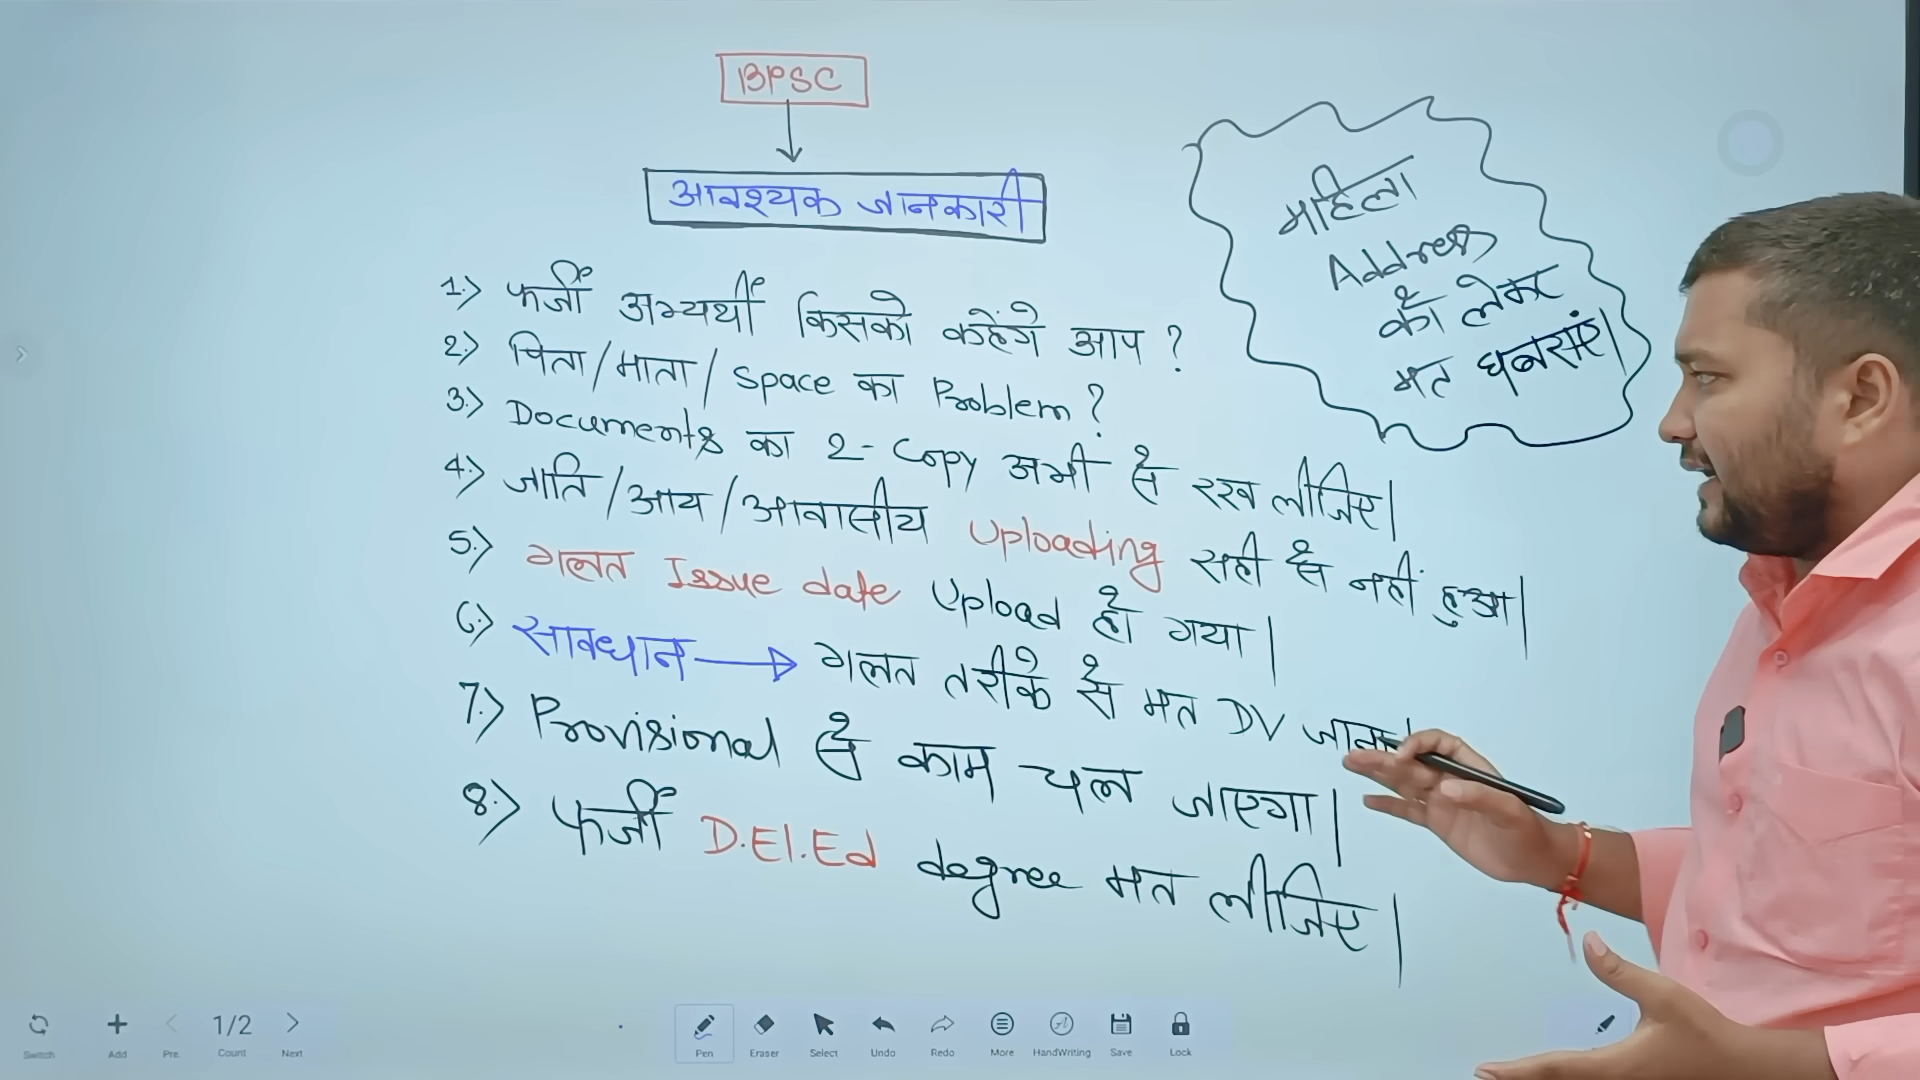 BPSC
आवश्यक जानकारी
1.) फर्जी अभ्यर्थी किसको कहेंगे आप ?
2.) पिता/माता/ Space का Problem ?
3.) Documents का 2-Copy अभी से रख लीजिए|
4.) जाति/आय/आवासीय Uploading सही से नहीं हुआ|
5.) गलत Issue date Upload हो गया|
6.) सावधान → गलत तरीके से मत DV
7.) Provisional से काम चल जाएगा|
8.) फर्जी D.El.Ed degree मत लीजिए|
महिला
Address
को लेकर
मत घबराएं|
1/2
Switch Add Pre Count Next Pen Eraser Select Undo Redo More HandWriting Save Lock